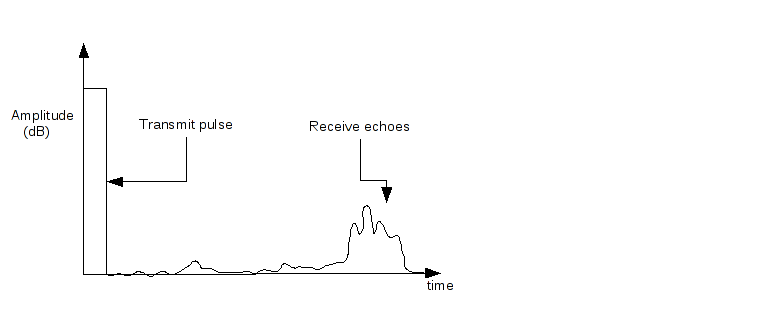 Amplitude
(dB)
Transmit pulse
Receive echoes
time